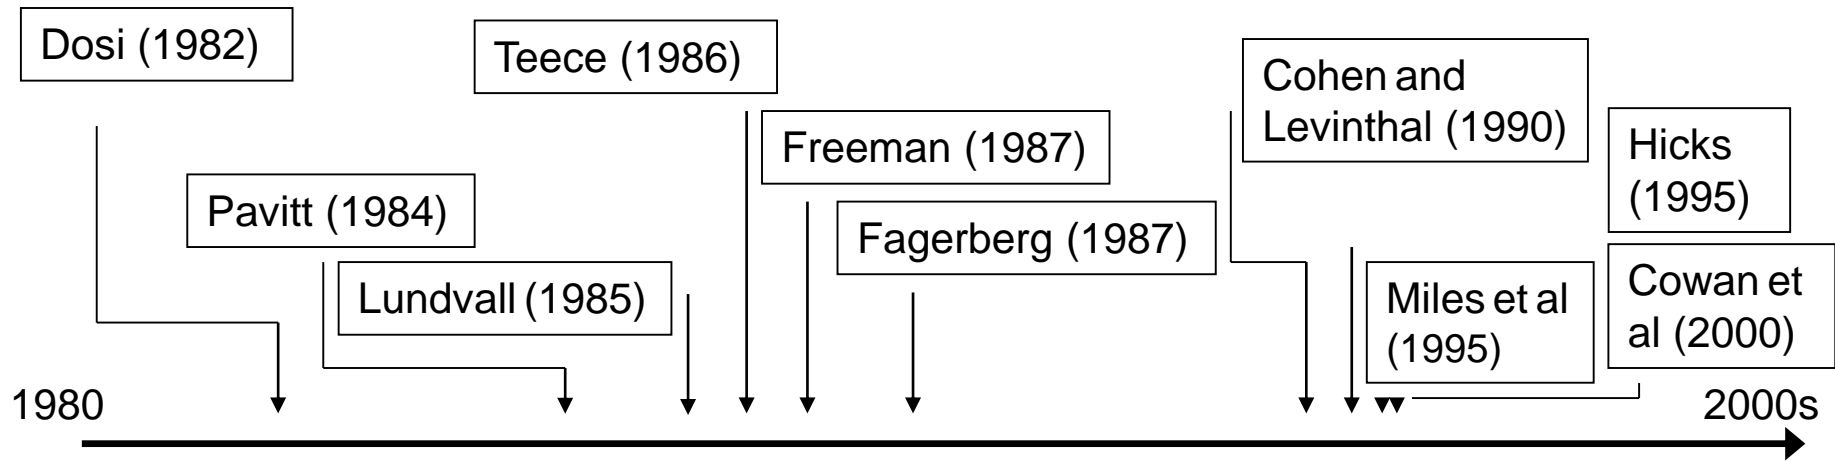 Dosi (1982)
Teece (1986)
Cohen and
Levinthal (1990)
Freeman (1987)
Hicks
(1995)
Pavitt (1984)
Fagerberg (1987)
Lundvall (1985)
Miles et al
(1995)
Cowan et
al (2000)
1980
2000s